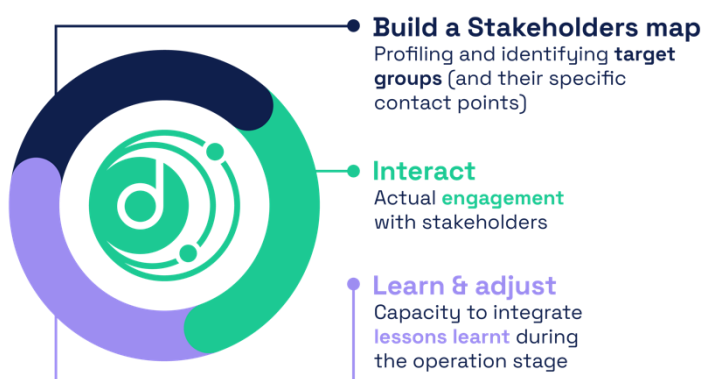 Build a Stakeholders map
Profiling and identifying target
groups (and their specific
contact points)
Interact
Actual engagement
with stakeholders
Learn & adjust
Capacity to integrate
lessons learnt during
the operation stage